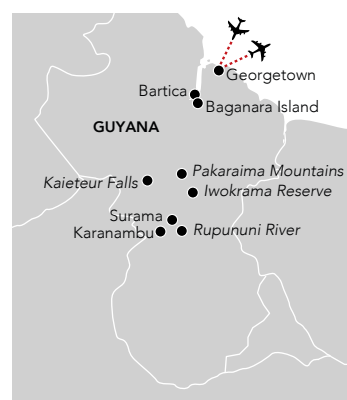 Georgetown
Bartica
Baganara Island
GUYANA
Pakaraima Mountains
Kaieteur Falls
Iwokrama Reserve
Surama
Karanambu
Rupununi River